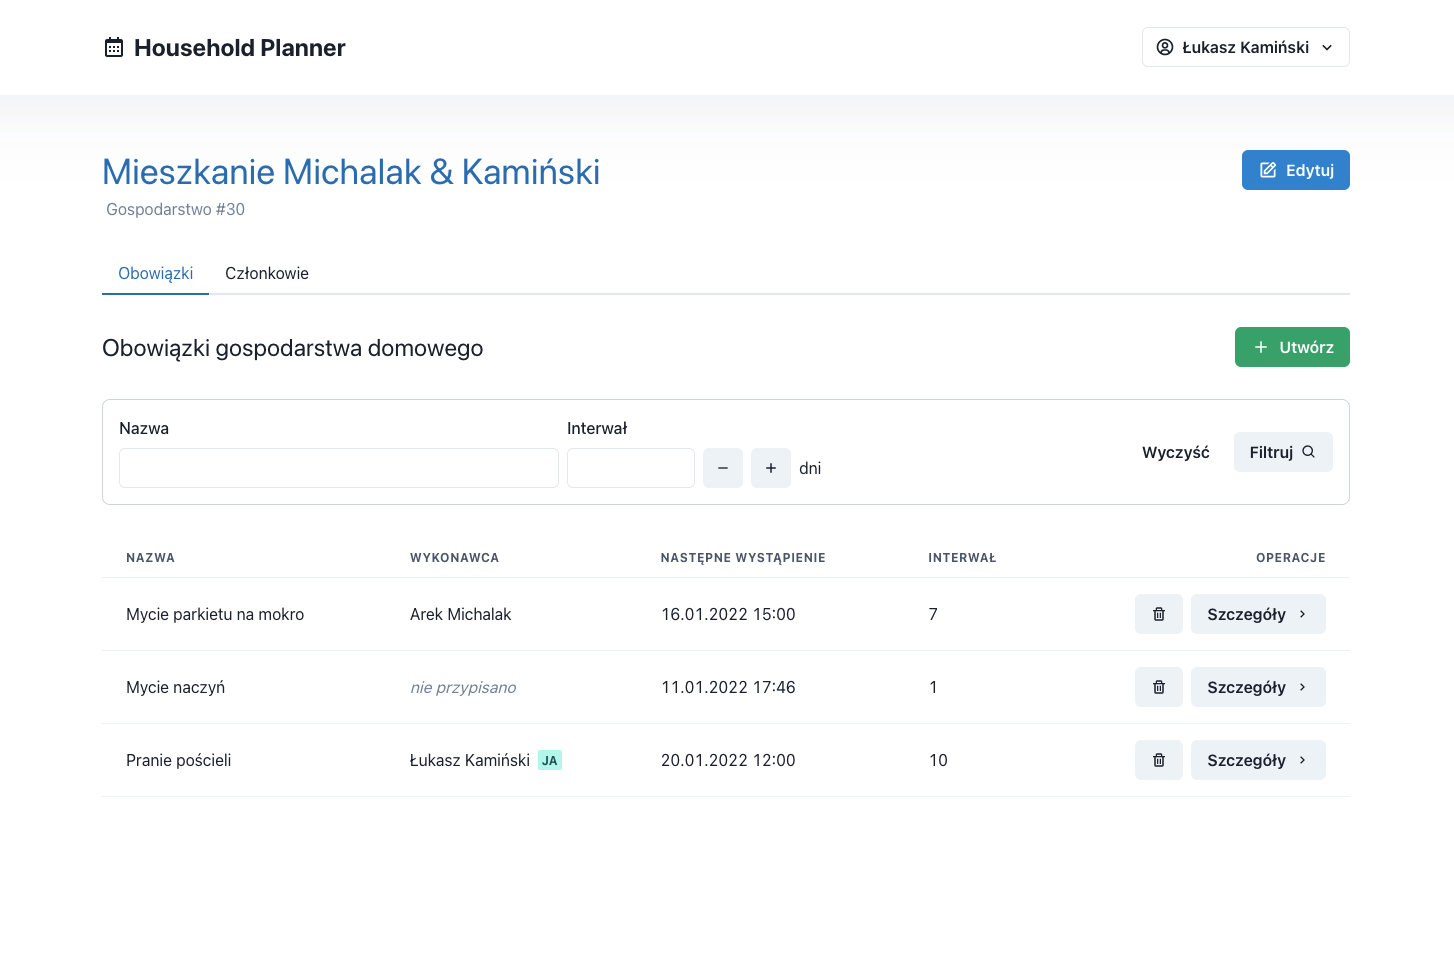 Household Planner
Łukasz Kamiński
Mieszkanie Michalak & Kamiński
Edytuj
Gospodarstwo #30
Obowiązki Członkowie
Obowiązki gospodarstwa domowego
Utwórz
Nazwa Interwał
Wyczyść Filtruj
− + dni
NAZWA WYKONAWCA NASTĘPNE WYSTĄPIENIE INTERWAŁ OPERACJE
Mycie parkietu na mokro Arek Michalak 16.01.2022 15:00 7 Szczegóły
Mycie naczyń nie przypisano 11.01.2022 17:46 1 Szczegóły
Pranie pościeli Łukasz Kamiński JA 20.01.2022 12:00 10 Szczegóły